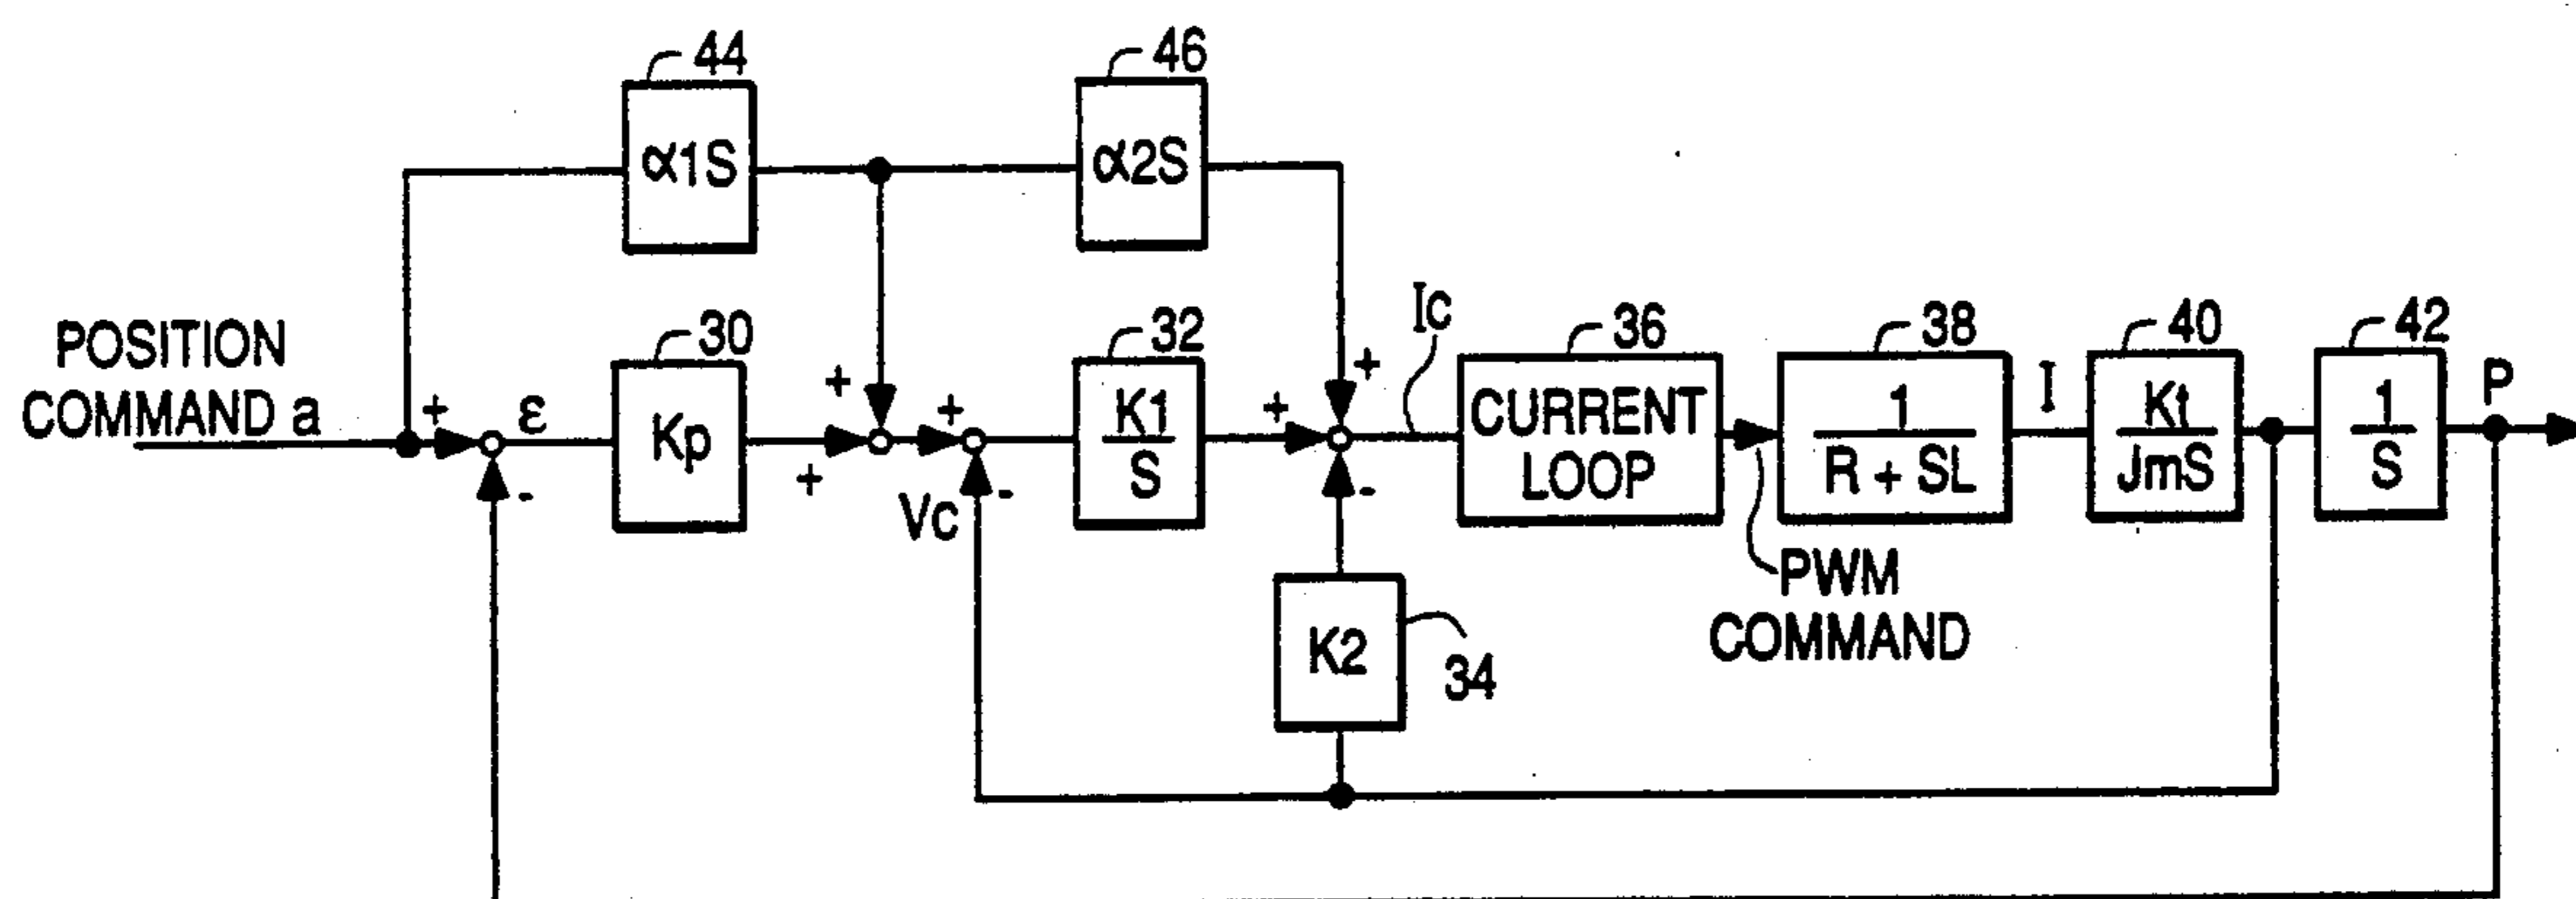 44
46
α1S
α2S
POSITION
COMMAND a
+
-
ε
30
Kp
+
+
+
-
Vc
32
K1
S
+
+
-
Ic
K2
34
36
CURRENT
LOOP
PWM
COMMAND
38
1
R + SL
I
40
Kt
JmS
42
1
S
P